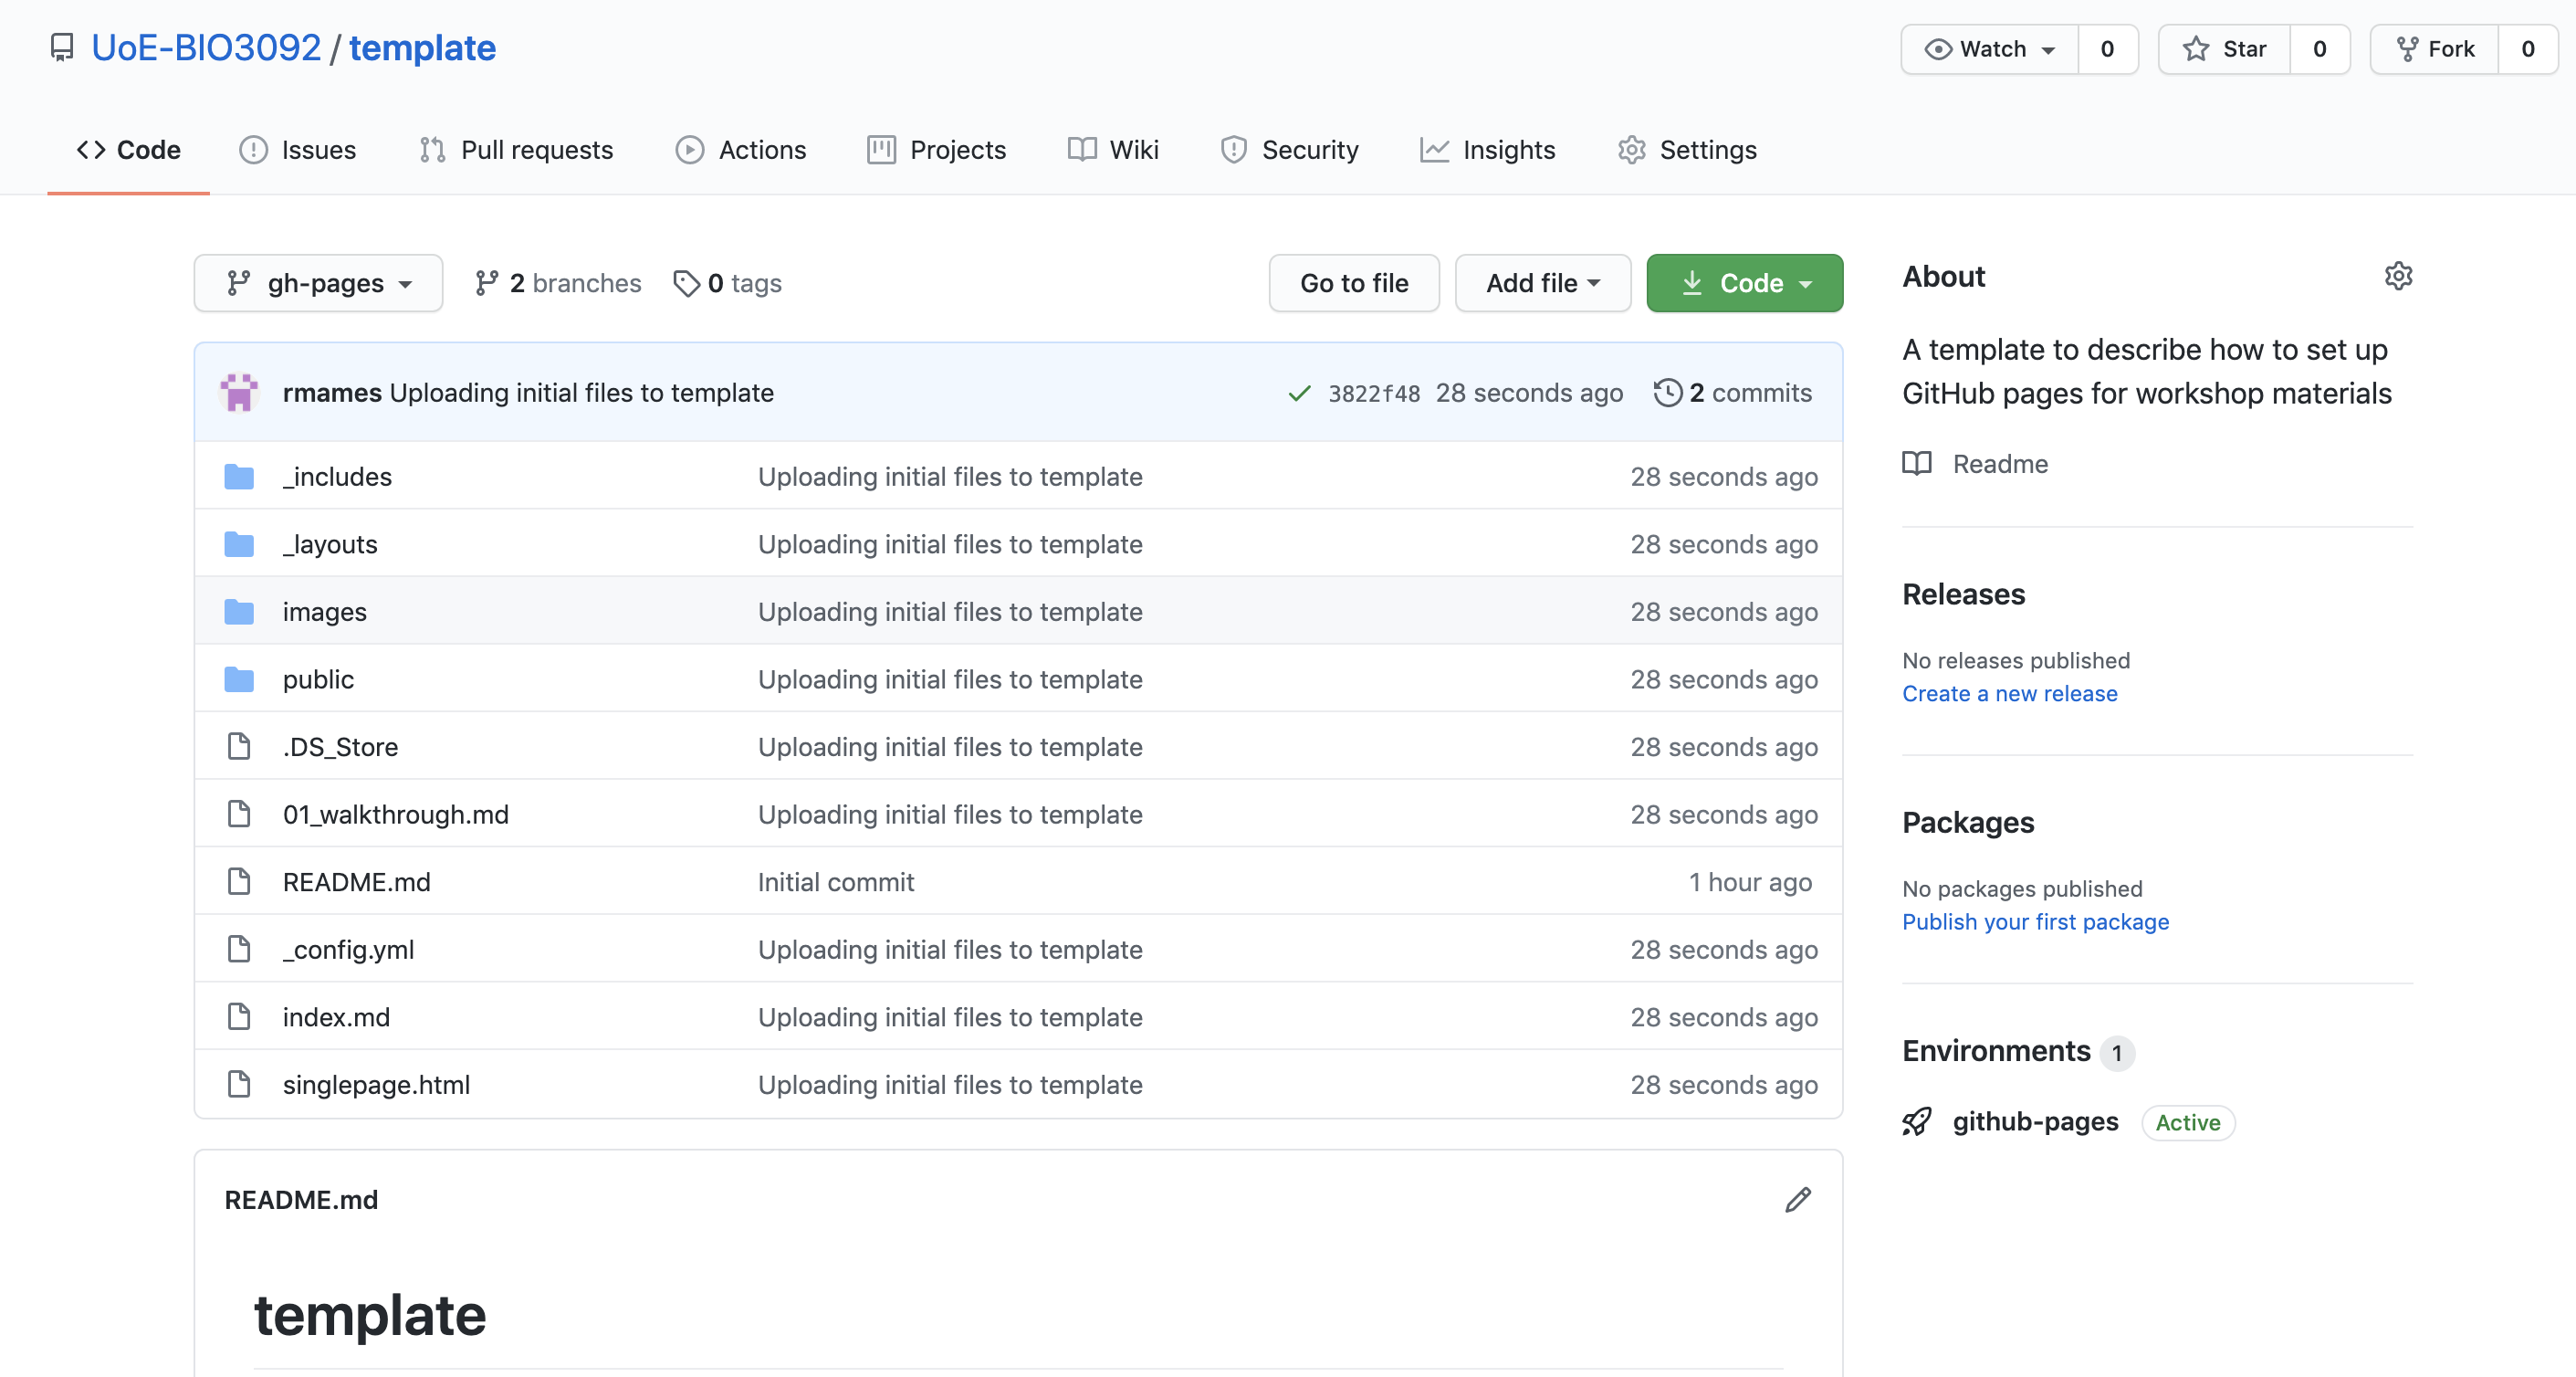 UoE-BIO3092 / template
Watch 0 Star 0 Fork 0
Code Issues Pull requests Actions Projects Wiki Security Insights Settings
gh-pages 2 branches 0 tags Go to file Add file Code
rmames Uploading initial files to template 3822f48 28 seconds ago 2 commits
_includes Uploading initial files to template 28 seconds ago
_layouts Uploading initial files to template 28 seconds ago
images Uploading initial files to template 28 seconds ago
public Uploading initial files to template 28 seconds ago
.DS_Store Uploading initial files to template 28 seconds ago
01_walkthrough.md Uploading initial files to template 28 seconds ago
README.md Initial commit 1 hour ago
_config.yml Uploading initial files to template 28 seconds ago
index.md Uploading initial files to template 28 seconds ago
singlepage.html Uploading initial files to template 28 seconds ago
README.md
template
About
A template to describe how to set up
GitHub pages for workshop materials
Readme
Releases
No releases published
Create a new release
Packages
No packages published
Publish your first package
Environments 1
github-pages Active